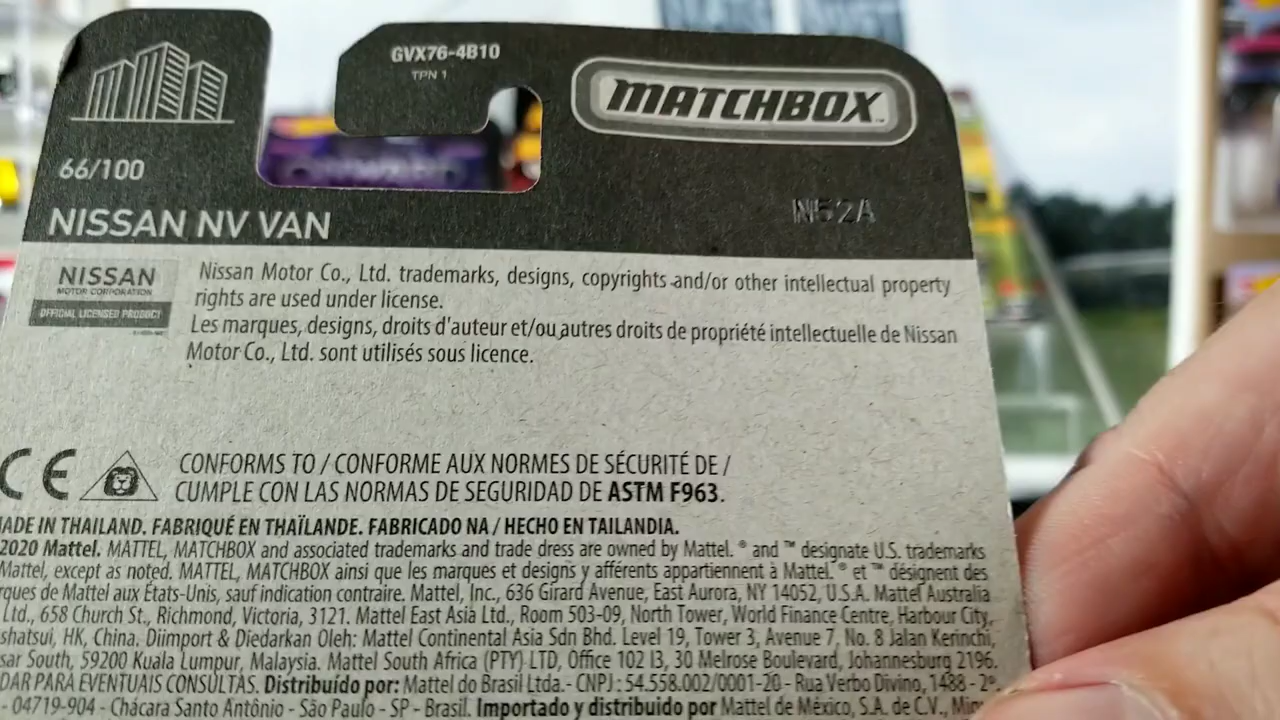 GVX76-4B10
TPN 1
MATCHBOX™
66/100
NISSAN NV VAN
N52A
NISSAN
MOTOR CORPORATION
OFFICIAL LICENSED PRODUCT
Nissan Motor Co., Ltd. trademarks, designs, copyrights and/or other intellectual property
rights are used under license.
Les marques, designs, droits d'auteur et/ou autres droits de propriété intellectuelle de Nissan
Motor Co., Ltd. sont utilisés sous licence.
CE
CONFORMS TO / CONFORME AUX NORMES DE SÉCURITÉ DE /
CUMPLE CON LAS NORMAS DE SEGURIDAD DE ASTM F963.
MADE IN THAILAND. FABRIQUÉ EN THAÏLANDE. FABRICADO NA / HECHO EN TAILANDIA.
2020 Mattel. MATTEL, MATCHBOX and associated trademarks and trade dress are owned by Mattel. ® and ™ designate U.S. trademarks
Mattel, except as noted. MATTEL, MATCHBOX ainsi que les marques et designs y afférents appartiennent à Mattel. ® et ™ désignent des
rques de Mattel aux États-Unis, sauf indication contraire. Mattel, Inc., 636 Girard Avenue, East Aurora, NY 14052, U.S.A. Mattel Australia
Ltd., 658 Church St., Richmond, Victoria, 3121. Mattel East Asia Ltd., Room 503-09, North Tower, World Finance Centre, Harbour City,
shatsui, HK, China. Diimport & Diedarkan Oleh: Mattel Continental Asia Sdn Bhd. Level 19, Tower 3, Avenue 7, No. 8 Jalan Kerinchi,
sar South, 59200 Kuala Lumpur, Malaysia. Mattel South Africa (PTY) LTD, Office 102 I3, 30 Melrose Boulevard, Johannesburg 2196.
DAR PARA EVENTUAIS CONSULTAS. Distribuído por: Mattel do Brasil Ltda.- CNPJ : 54.558.002/0001-20 - Rua Verbo Divino, 1488 - 2º.
- 04719-904 - Chácara Santo Antônio - São Paulo - SP - Brasil. Importado y distribuido por Mattel de México, S.A. de C.V.,